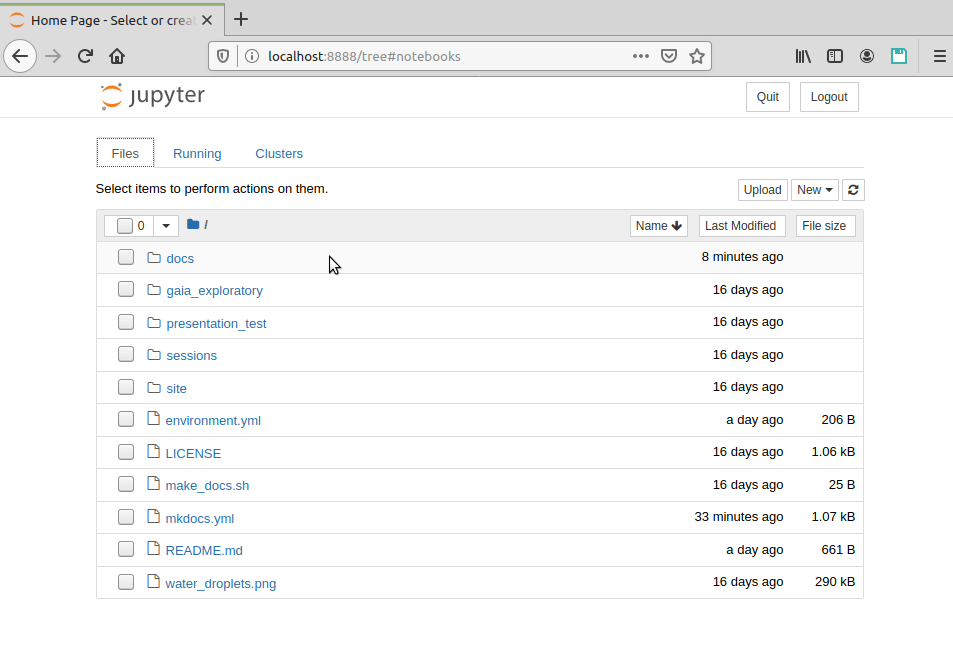 Home Page - Select or crea
localhost:8888/tree#notebooks
jupyter
Quit Logout
Files Running Clusters
Select items to perform actions on them.
Upload New
0 / Name Last Modified File size
docs 8 minutes ago
gaia_exploratory 16 days ago
presentation_test 16 days ago
sessions 16 days ago
site 16 days ago
environment.yml a day ago 206 B
LICENSE 16 days ago 1.06 kB
make_docs.sh 16 days ago 25 B
mkdocs.yml 33 minutes ago 1.07 kB
README.md a day ago 661 B
water_droplets.png 16 days ago 290 kB